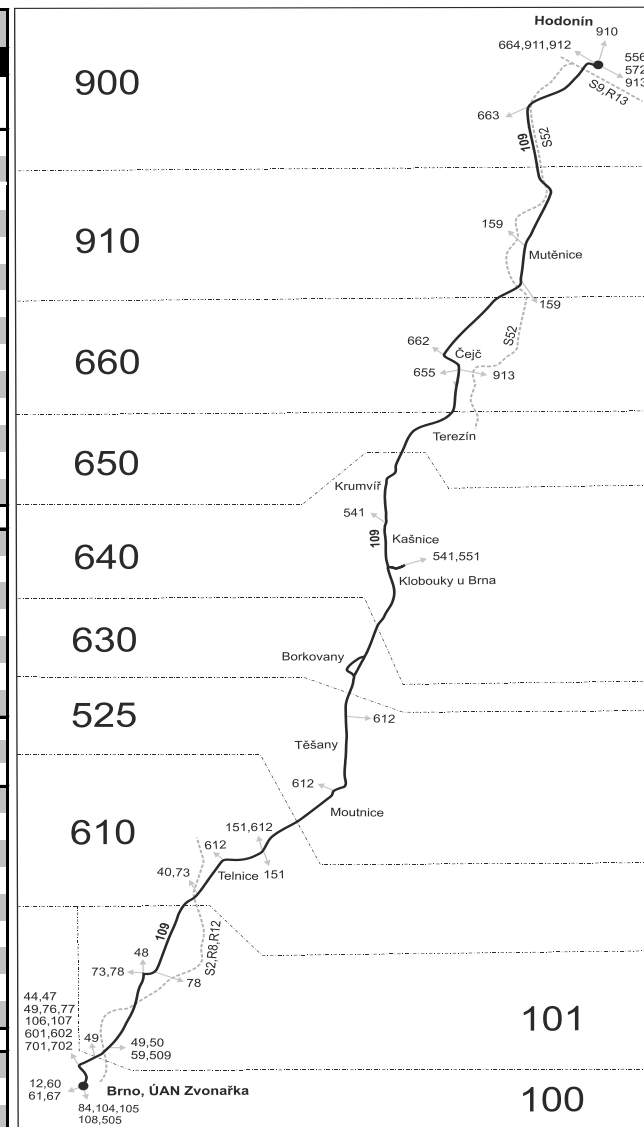 Hodonín
910
664,911,912
556
572
913
S9,R13
900
663
109
S52
910
159
Mutěnice
159
S52
662
Čejč
660
655
913
Terezín
650
Krumvíř
541
109
Kašnice
640
541,551
Klobouky u Brna
630
Borkovany
525
612
Těšany
612
Moutnice
610
151,612
612
Telnice
151
40,73
109
S2,R8,R12
48
73,78
78
44,47
49,76,77
106,107
601,602
701,702
101
49
49,50
59,509
12,60
61,67
Brno, ÚAN Zvonařka
84,104,105
108,505
100